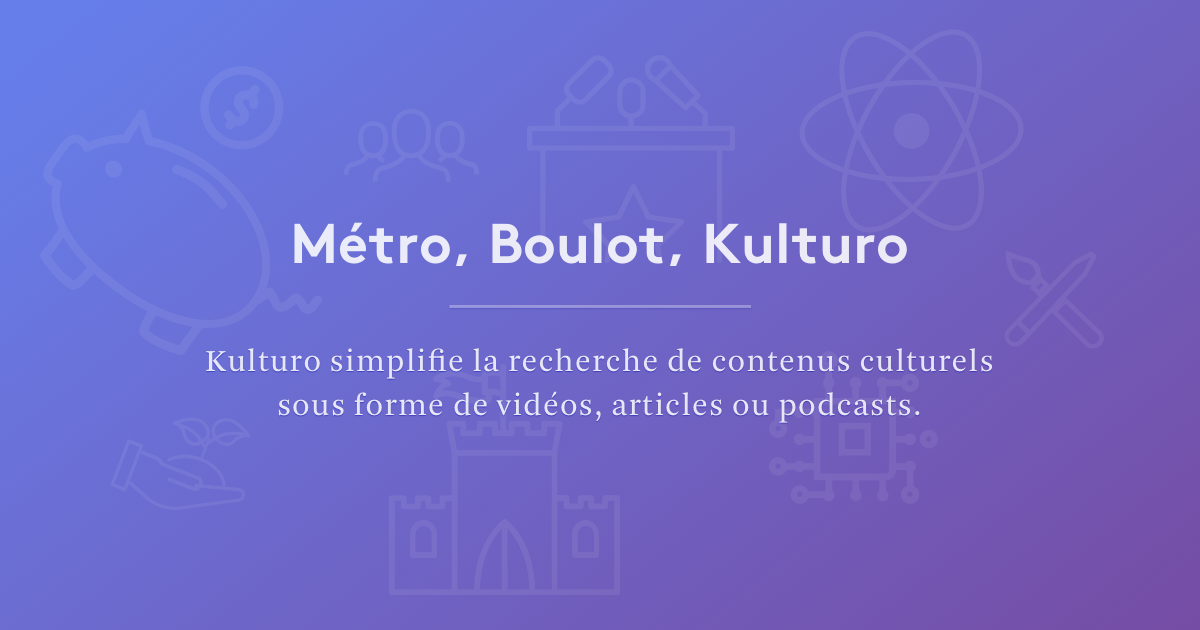 Métro, Boulot, Kulturo
Kulturo simplifie la recherche de contenus culturels
sous forme de vidéos, articles ou podcasts.